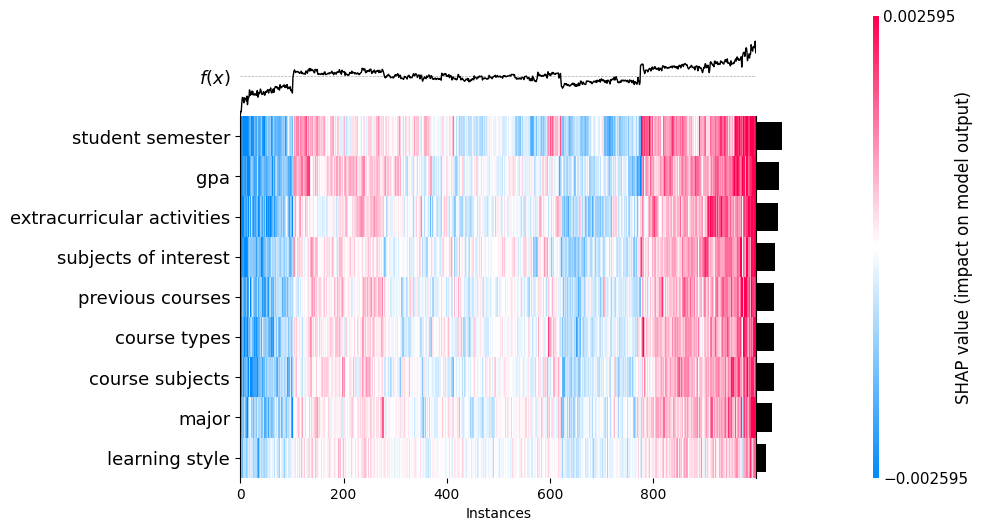 0.002595
f(x)
student semester
gpa
extracurricular activities
subjects of interest
previous courses
course types
course subjects
major
learning style
0 200 400 600 800
Instances
SHAP value (impact on model output)
−0.002595